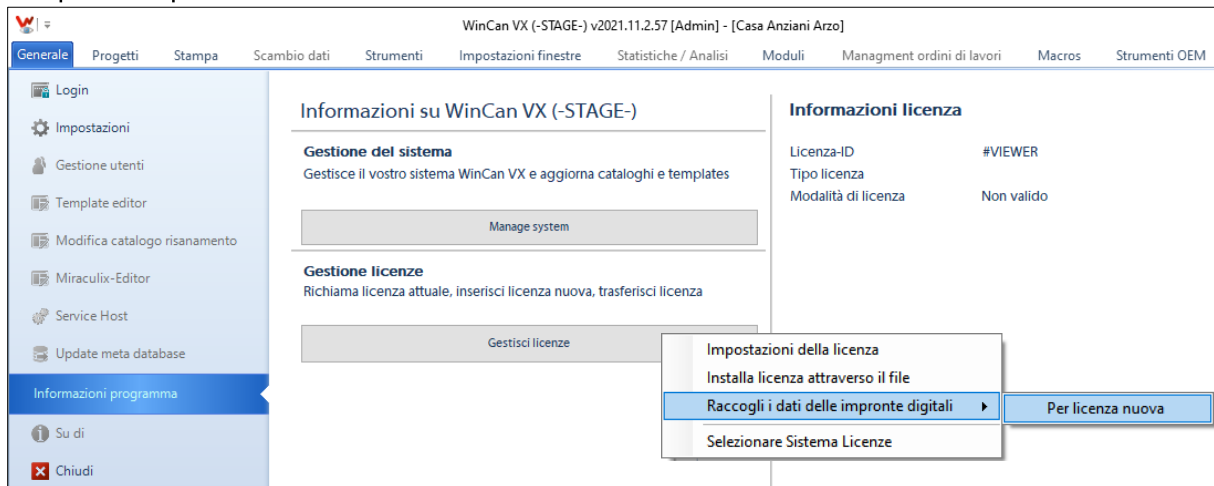 WinCan VX (-STAGE-) v2021.11.2.57 [Admin] - [Casa Anziani Arzo]
Generale Progetti Stampa Scambio dati Strumenti Impostazioni finestre Statistiche / Analisi Moduli Managment ordini di lavori Macros Strumenti OEM
Login
Impostazioni
Gestione utenti
Template editor
Modifica catalogo risanamento
Miraculix-Editor
Service Host
Update meta database
Informazioni programma
Su di
Chiudi
Informazioni su WinCan VX (-STAGE-)
Gestione del sistema
Gestisce il vostro sistema WinCan VX e aggiorna cataloghi e templates
Manage system
Gestione licenze
Richiama licenza attuale, inserisci licenza nuova, trasferisci licenza
Gestisci licenze
Impostazioni della licenza
Installa licenza attraverso il file
Raccogli i dati delle impronte digitali
Per licenza nuova
Selezionare Sistema Licenze
Informazioni licenza
Licenza-ID #VIEWER
Tipo licenza
Modalità di licenza Non valido